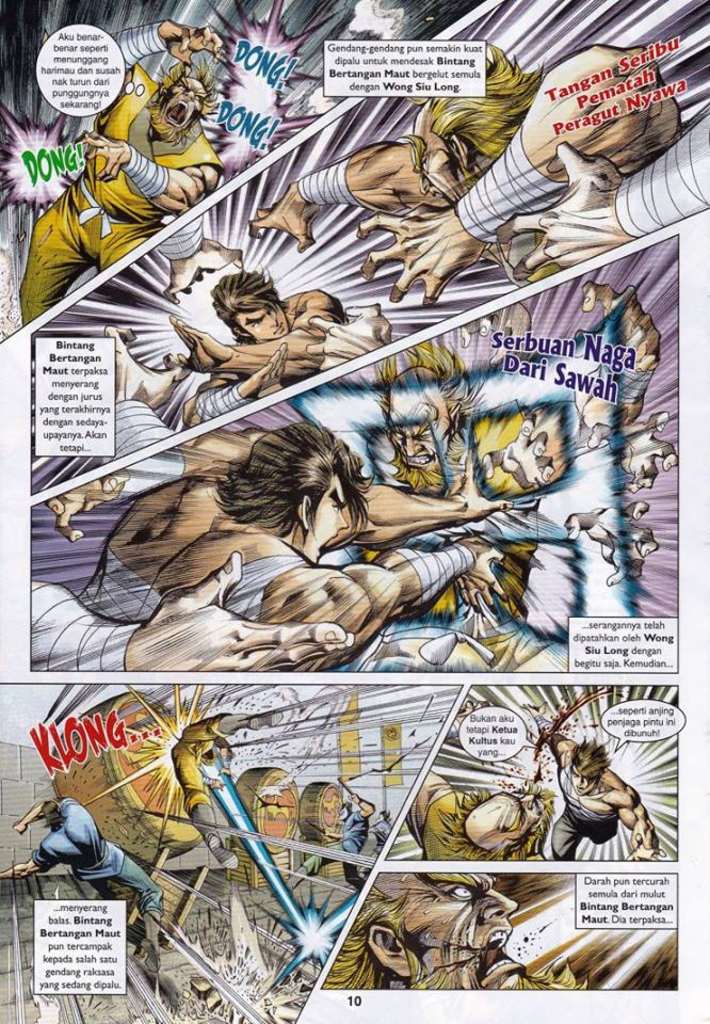 Aku benar-
benar seperti
menunggang
harimau dan susah
nak turun dari
punggungnya
sekarang!
DONG!
DONG!
DONG!
Gendang-gendang pun semakin kuat
dipalu untuk mendesak Bintang
Bertangan Maut bergelut semula
dengan Wong Siu Long.
Tangan Seribu
Pematah
Peragut Nyawa
Bintang
Bertangan
Maut terpaksa
menyerang
dengan jurus
yang terakhirnya
dengan sedaya-
upayanya. Akan
tetapi...
Serbuan Naga
Dari Sawah
...serangannya telah
dipatahkan oleh Wong
Siu Long dengan
begitu saja. Kemudian...
KLONG...
...menyerang
balas. Bintang
Bertangan Maut
pun tercampak
kepada salah satu
gendang raksasa
yang sedang dipalu.
Bukan aku
tetapi Ketua
Kultus kau
yang...
...seperti anjing
penjaga pintu ini
dibunuh!
Darah pun tercurah
semula dari mulut
Bintang Bertangan
Maut. Dia terpaksa...
10